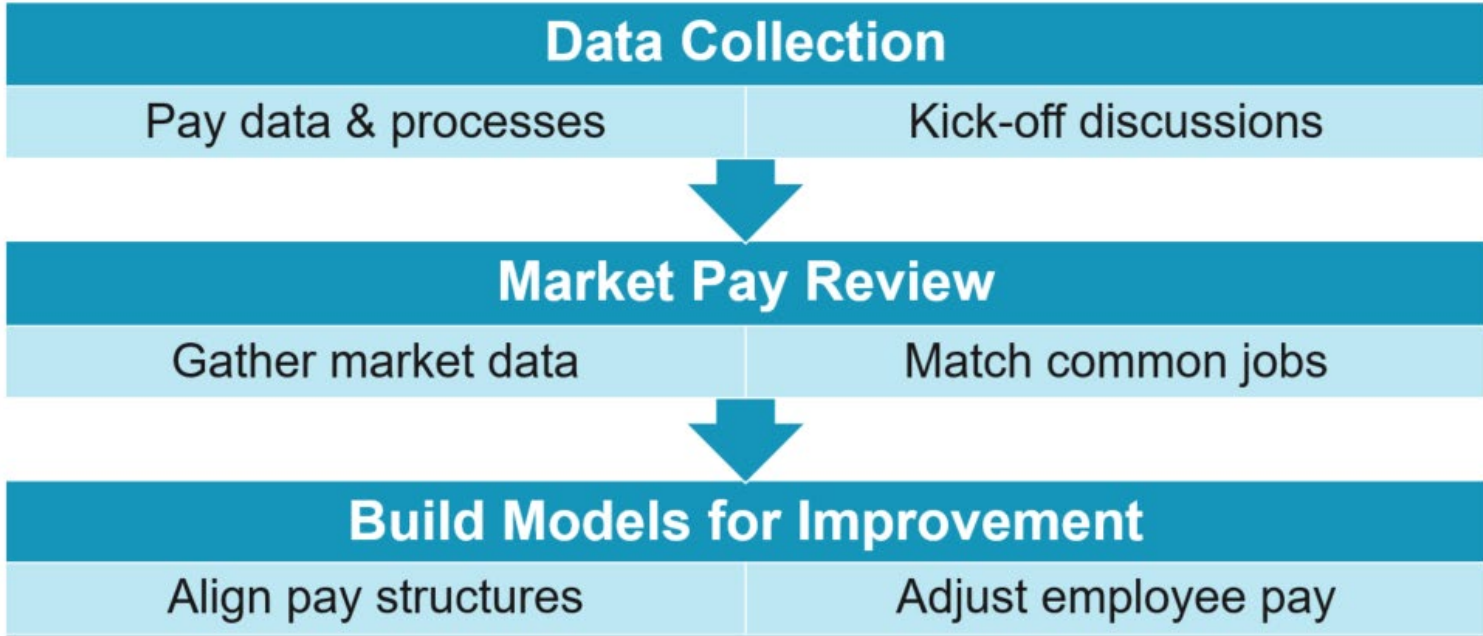 Data Collection
Pay data & processes
Kick-off discussions
Market Pay Review
Gather market data
Match common jobs
Build Models for Improvement
Align pay structures
Adjust employee pay